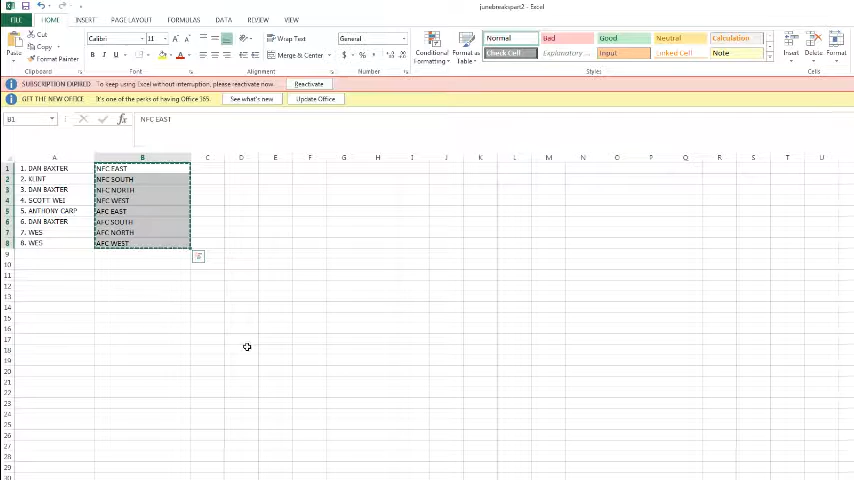 junebreakspart2 - Excel
FILE HOME INSERT PAGE LAYOUT FORMULAS DATA REVIEW VIEW
Cut
Copy
Format Painter
Paste
Clipboard
Calibri 11
B I U
Font
Wrap Text
Merge & Center
Alignment
General
$ % ,
Number
Conditional Formatting
Format as Table
Normal Bad Good Neutral Calculation
Check Cell Explanatory ... Input Linked Cell Note
Styles
Insert Delete Format
Cells
SUBSCRIPTION EXPIRED To keep using Excel without interruption, please reactivate now. Reactivate
GET THE NEW OFFICE It's one of the perks of having Office 365. See what's new Update Office
B1 fx NFC EAST
A B C D E F G H I J K L M N O P Q R S T U
1 1. DAN BAXTER NFC EAST
2 2. KLINT NFC SOUTH
3 3. DAN BAXTER NFC NORTH
4 4. SCOTT WEI NFC WEST
5 5. ANTHONY CARP AFC EAST
6 6. DAN BAXTER AFC SOUTH
7 7. WES AFC NORTH
8 8. WES AFC WEST
9
10
11
12
13
14
15
16
17
18
19
20
21
22
23
24
25
26
27
28
29
30